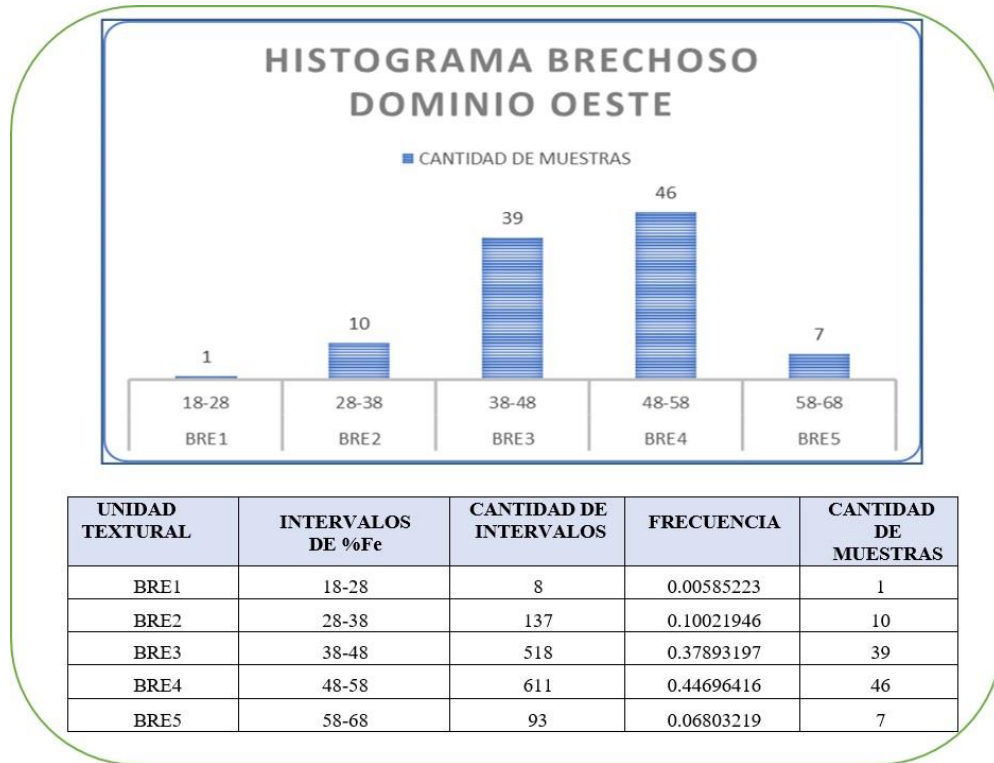 HISTOGRAMA BRECHOSO
DOMINIO OESTE
CANTIDAD DE MUESTRAS
1 10 39 46 7
18-28 28-38 38-48 48-58 58-68
BRE1 BRE2 BRE3 BRE4 BRE5
UNIDAD TEXTURAL INTERVALOS DE %Fe CANTIDAD DE INTERVALOS FRECUENCIA CANTIDAD DE MUESTRAS
BRE1 18-28 8 0.00585223 1
BRE2 28-38 137 0.10021946 10
BRE3 38-48 518 0.37893197 39
BRE4 48-58 611 0.44696416 46
BRE5 58-68 93 0.06803219 7